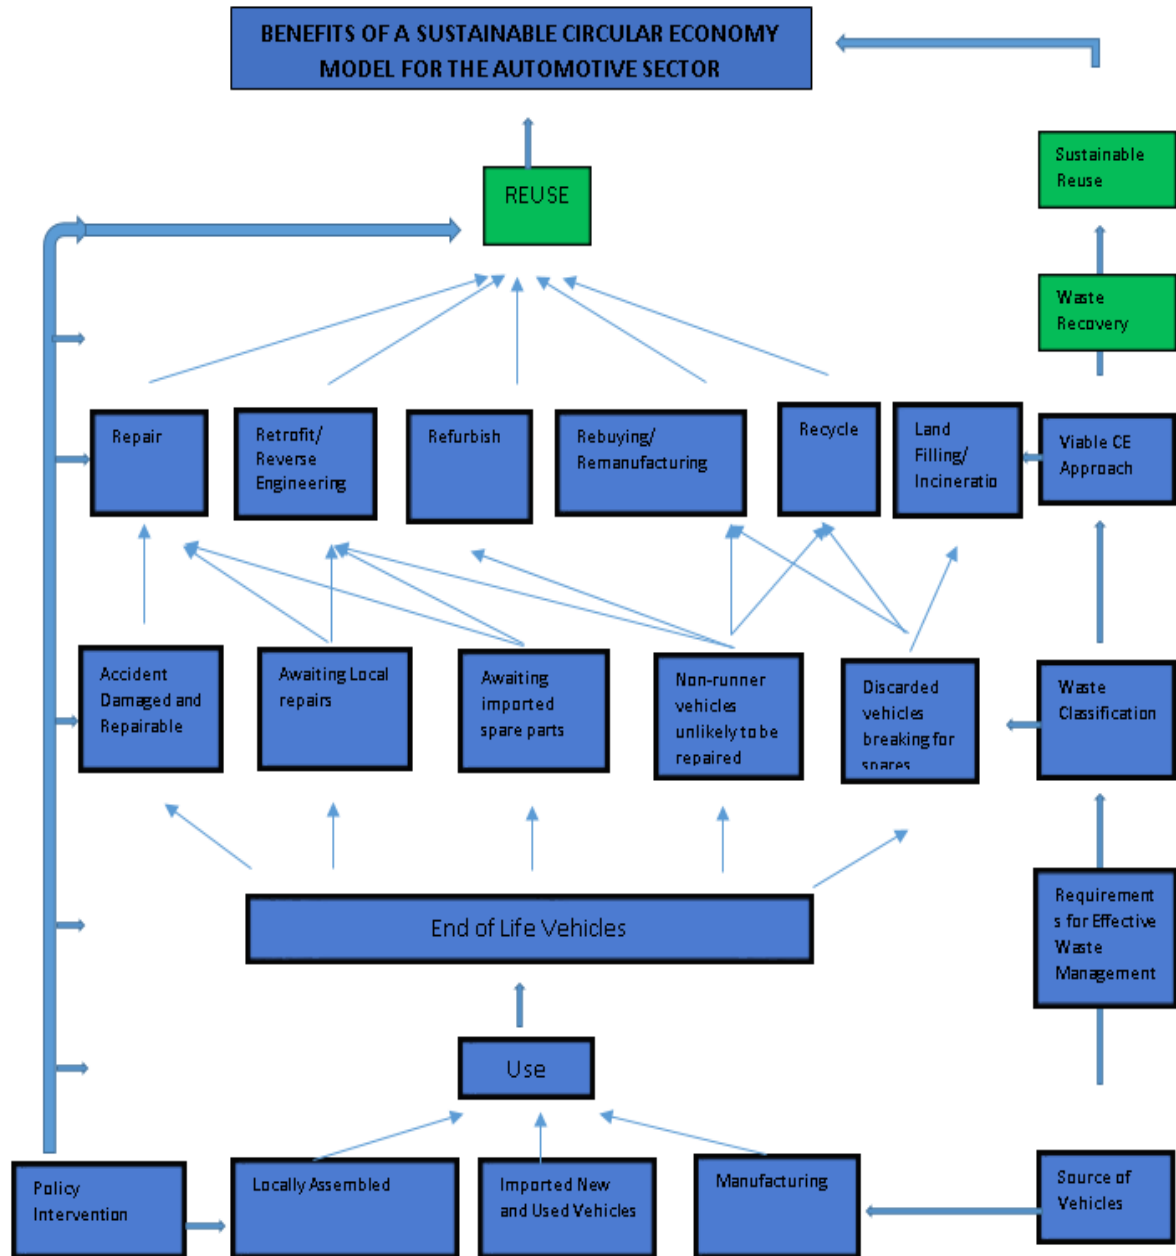 BENEFITS OF A SUSTAINABLE CIRCULAR ECONOMY
MODEL FOR THE AUTOMOTIVE SECTOR
Sustainable
Reuse
REUSE
Waste
Recovery
Repair
Retrofit/
Reverse
Engineering
Refurbish
Rebuying/
Remanufacturing
Recycle
Land
Filling/
Incineratio
Viable CE
Approach
Accident
Damaged and
Repairable
Awaiting Local
repairs
Awaiting
imported
spare parts
Non-runner
vehicles
unlikely to be
repaired
Discarded
vehicles
breaking for
spares
Waste
Classification
Requirement
s for Effective
Waste
Management
End of Life Vehicles
Use
Policy
Intervention
Locally Assembled
Imported New
and Used Vehicles
Manufacturing
Source of
Vehicles